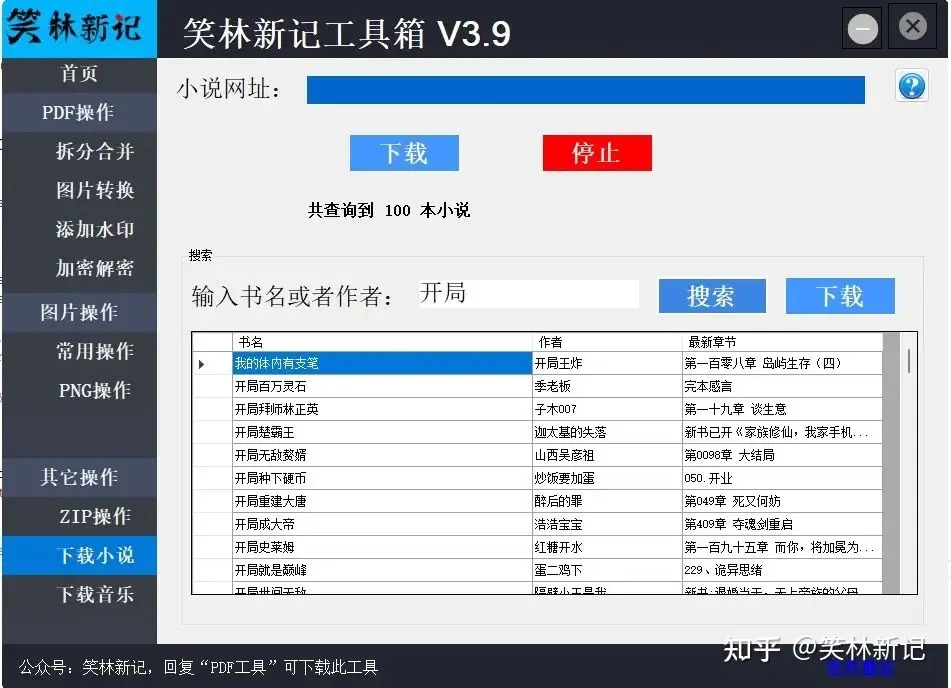 笑林新记
笑林新记工具箱 V3.9
首页
PDF操作
拆分合并
图片转换
添加水印
加密解密
图片操作
常用操作
PNG操作
其它操作
ZIP操作
下载小说
下载音乐
小说网址：
下载 停止
共查询到 100 本小说
搜索
输入书名或者作者： 开局 搜索 下载
书名 作者 最新章节
我的体内有支笔 开局王炸 第一百零八章 岛屿生存（四）
开局百万灵石 季老板 完本感言
开局拜师林正英 子木007 第一十九章 谈生意
开局楚霸王 迦太基的失落 新书已开《家族修仙，我家手机...
开局无敌赘婿 山西吴彦祖 第0098章 大结局
开局种下硬币 炒饭要加蛋 050.开业
开局重建大唐 醉后的罪 第049章 死又何妨
开局成大帝 浩浩宝宝 第409章 夺魂剑重启
开局史莱姆 红糖开水 第一百九十五章 而你，将加冕为...
开局就是巅峰 蛋二鸡下 229、诡异思绪
公众号：笑林新记，回复“PDF工具”可下载此工具
知乎 @笑林新记